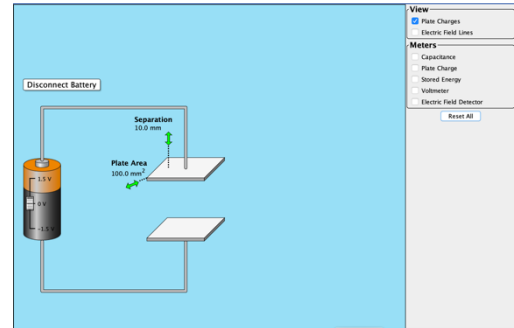 View
Plate Charges
Electric Field Lines
Meters
Capacitance
Plate Charge
Stored Energy
Voltmeter
Electric Field Detector
Reset All
Disconnect Battery
Separation
10.0 mm
Plate Area
100.0 mm²
1.5 V
0 V
-1.5 V